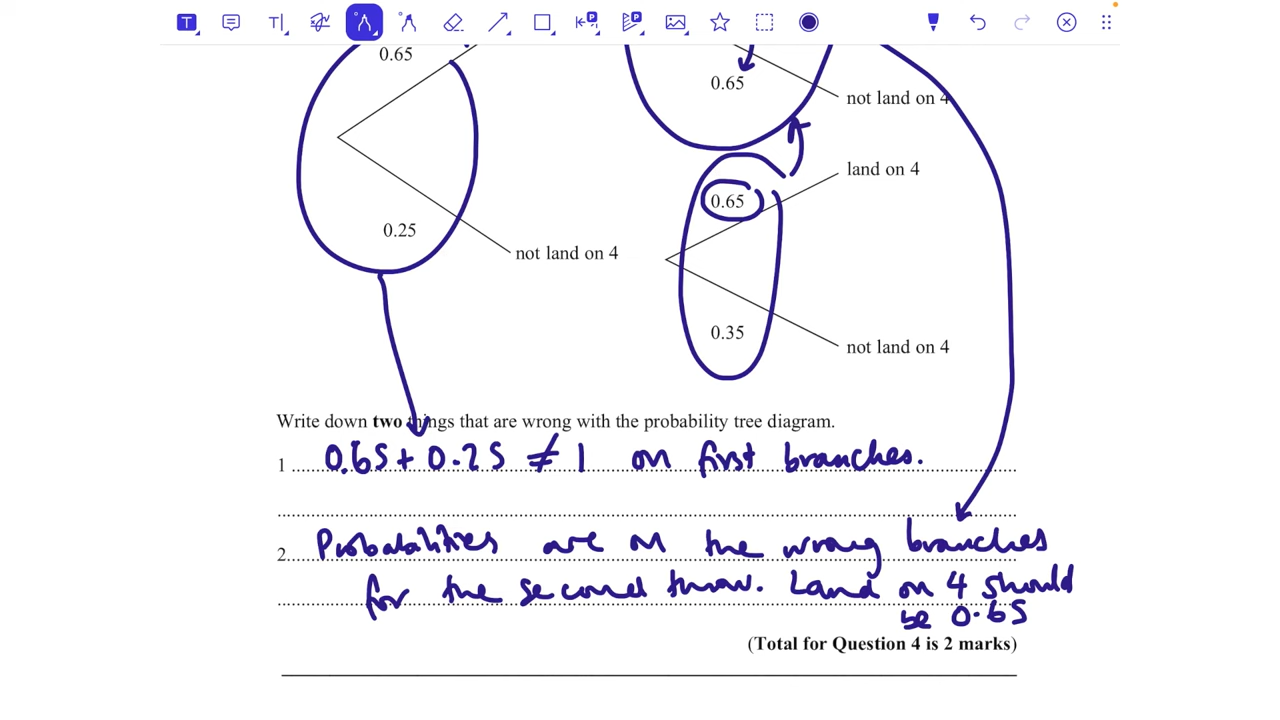 0.65
0.65
not land on 4
land on 4
0.65
0.25
not land on 4
0.35
not land on 4
Write down two things that are wrong with the probability tree diagram.
1 0.65 + 0.25 ≠ 1 on first branches.
2 Probabalities are on the wrong branches
for the second throw. Land on 4 should
be 0.65
(Total for Question 4 is 2 marks)